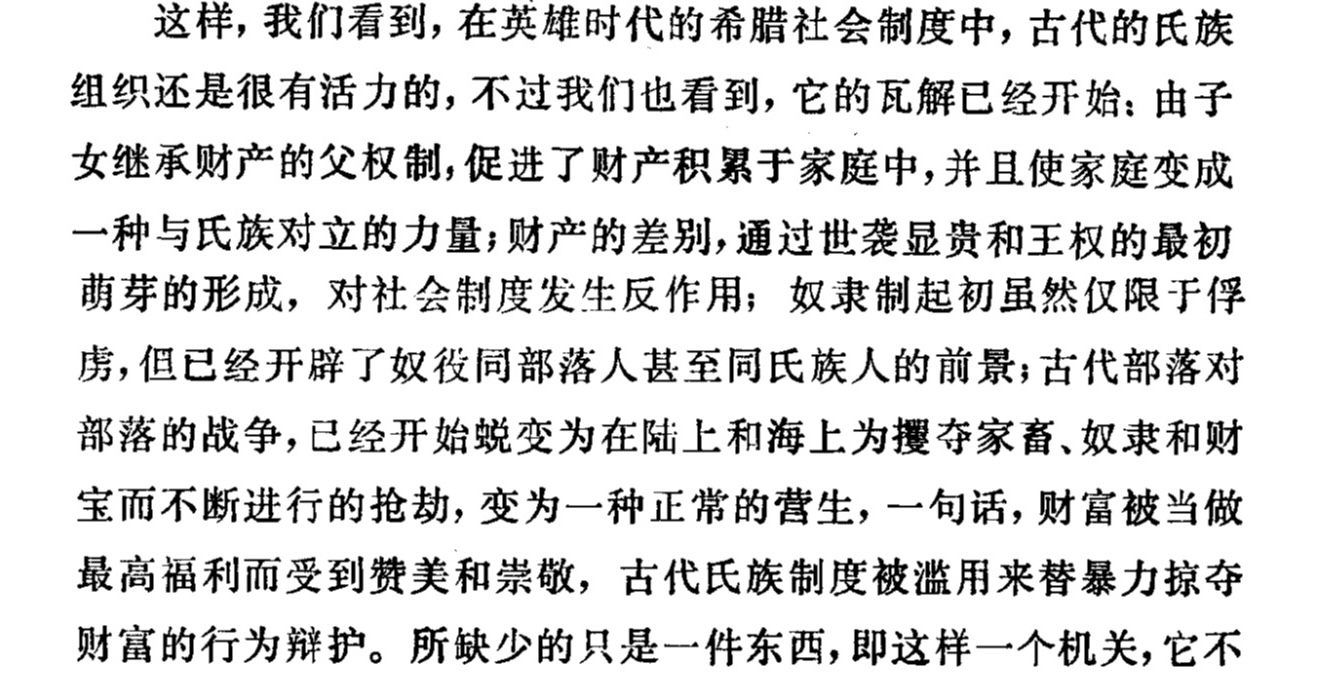 这样，我们看到，在英雄时代的希腊社会制度中，古代的氏族
组织还是很有活力的，不过我们也看到，它的瓦解已经开始：由子
女继承财产的父权制，促进了财产积累于家庭中，并且使家庭变成
一种与氏族对立的力量；财产的差别，通过世袭显贵和王权的最初
萌芽的形成，对社会制度发生反作用；奴隶制起初虽然仅限于俘
虏，但已经开辟了奴役同部落人甚至同氏族人的前景；古代部落对
部落的战争，已经开始蜕变为在陆上和海上为攫夺家畜、奴隶和财
宝而不断进行的抢劫，变为一种正常的营生，一句话，财富被当做
最高福利而受到赞美和崇敬，古代氏族制度被滥用来替暴力掠夺
财富的行为辩护。所缺少的只是一件东西，即这样一个机关，它不